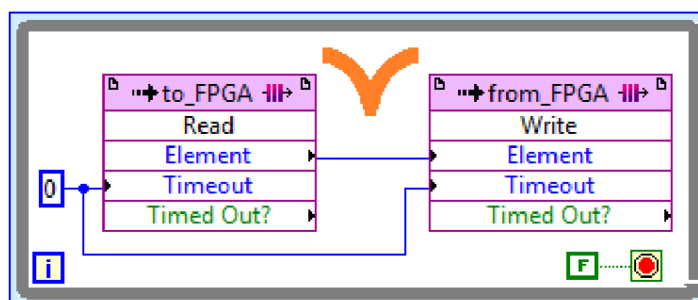 to_FPGA
Read
Element
Timeout
Timed Out?
from_FPGA
Write
Element
Timeout
Timed Out?
0
i
F